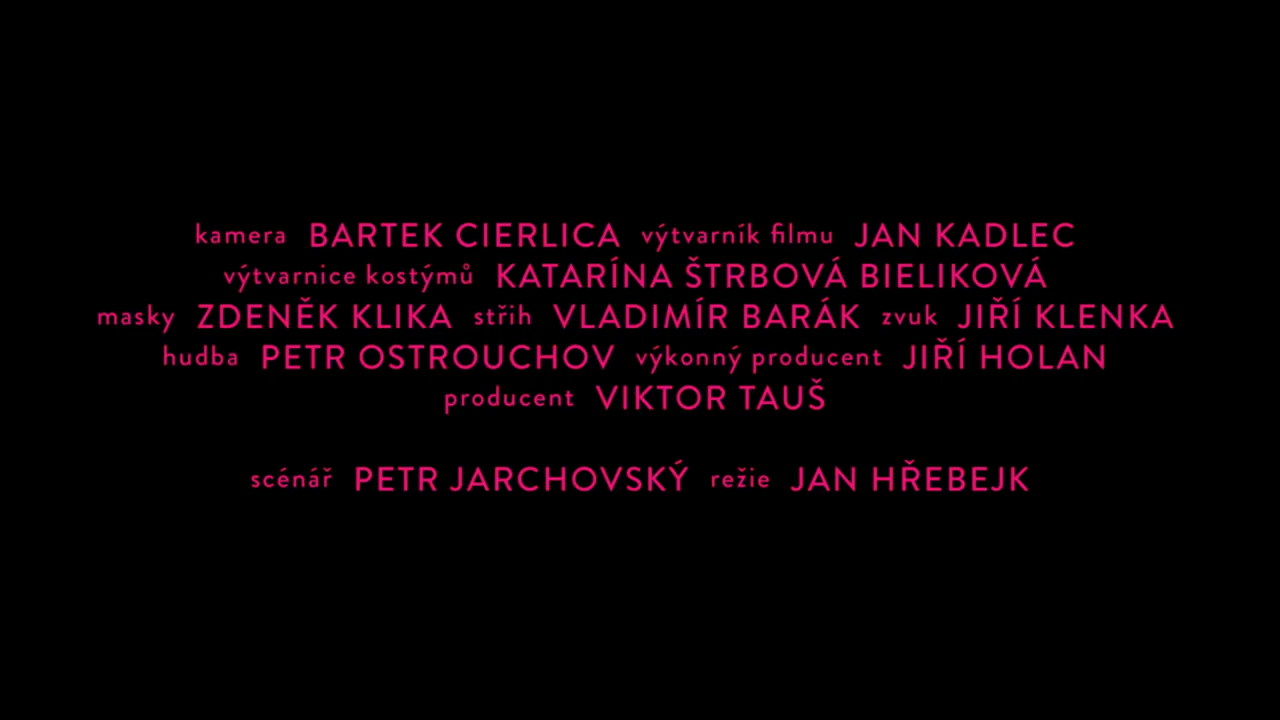 kamera BARTEK CIERLICA výtvarník filmu JAN KADLEC
výtvarnice kostýmů KATARÍNA ŠTRBOVÁ BIELIKOVÁ
masky ZDENĚK KLIKA střih VLADIMÍR BARÁK zvuk JIŘÍ KLENKA
hudba PETR OSTROUCHOV výkonný producent JIŘÍ HOLAN
producent VIKTOR TAUŠ
scénář PETR JARCHOVSKÝ režie JAN HŘEBEJK